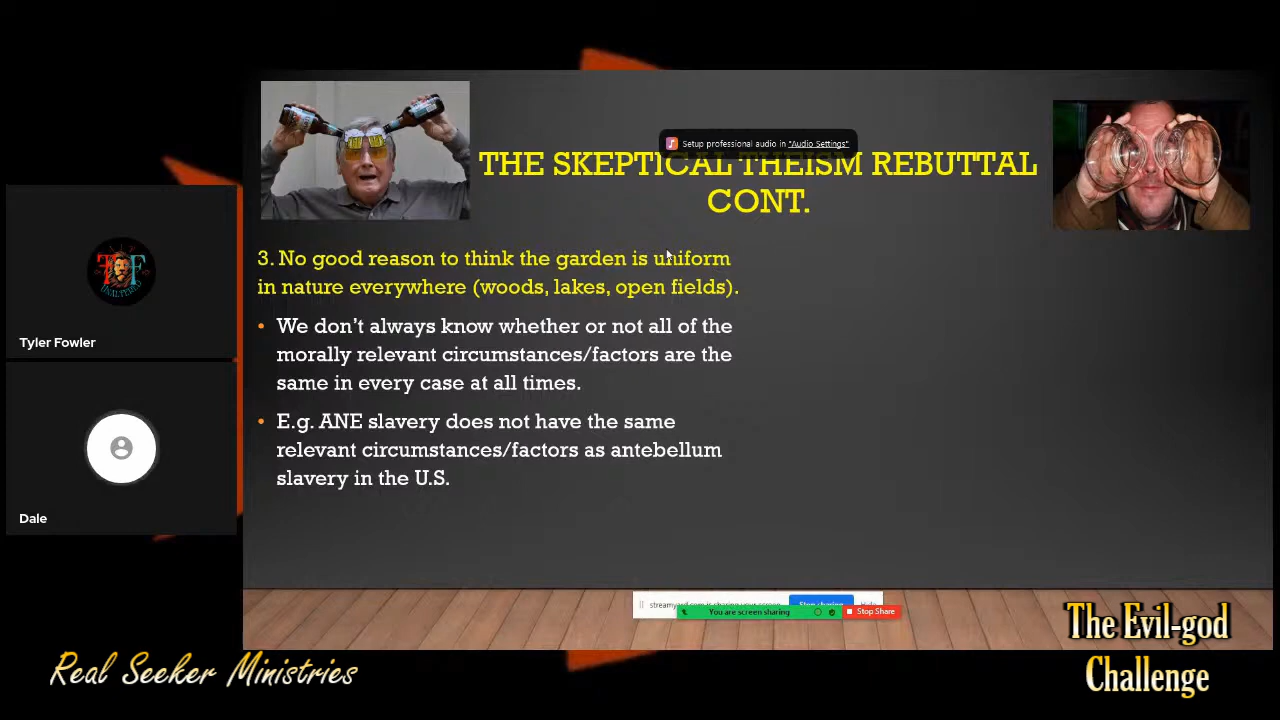 Setup professional audio in "Audio Settings"
THE SKEPTICAL THEISM REBUTTAL
CONT.
3. No good reason to think the garden is uniform
in nature everywhere (woods, lakes, open fields).
• We don't always know whether or not all of the
morally relevant circumstances/factors are the
same in every case at all times.
• E.g. ANE slavery does not have the same
relevant circumstances/factors as antebellum
slavery in the U.S.
UNALTERED
Tyler Fowler
Dale
You are screen sharing
Stop Share
Real Seeker Ministries
The Evil-god
Challenge